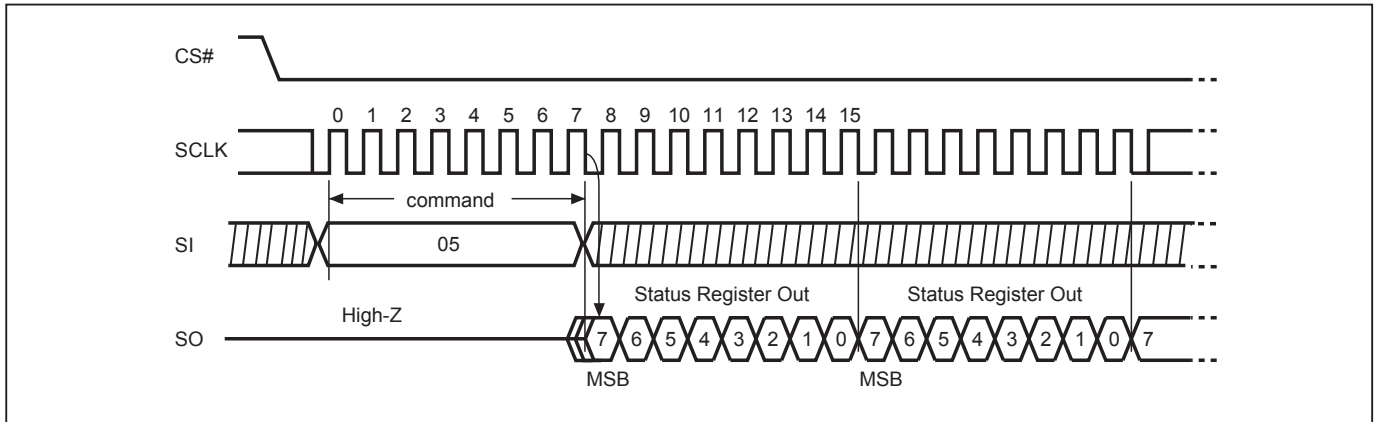 CS#
0 1 2 3 4 5 6 7 8 9 10 11 12 13 14 15
SCLK
command
SI
05
Status Register Out Status Register Out
High-Z
SO
7 6 5 4 3 2 1 0 7 6 5 4 3 2 1 0 7
MSB MSB